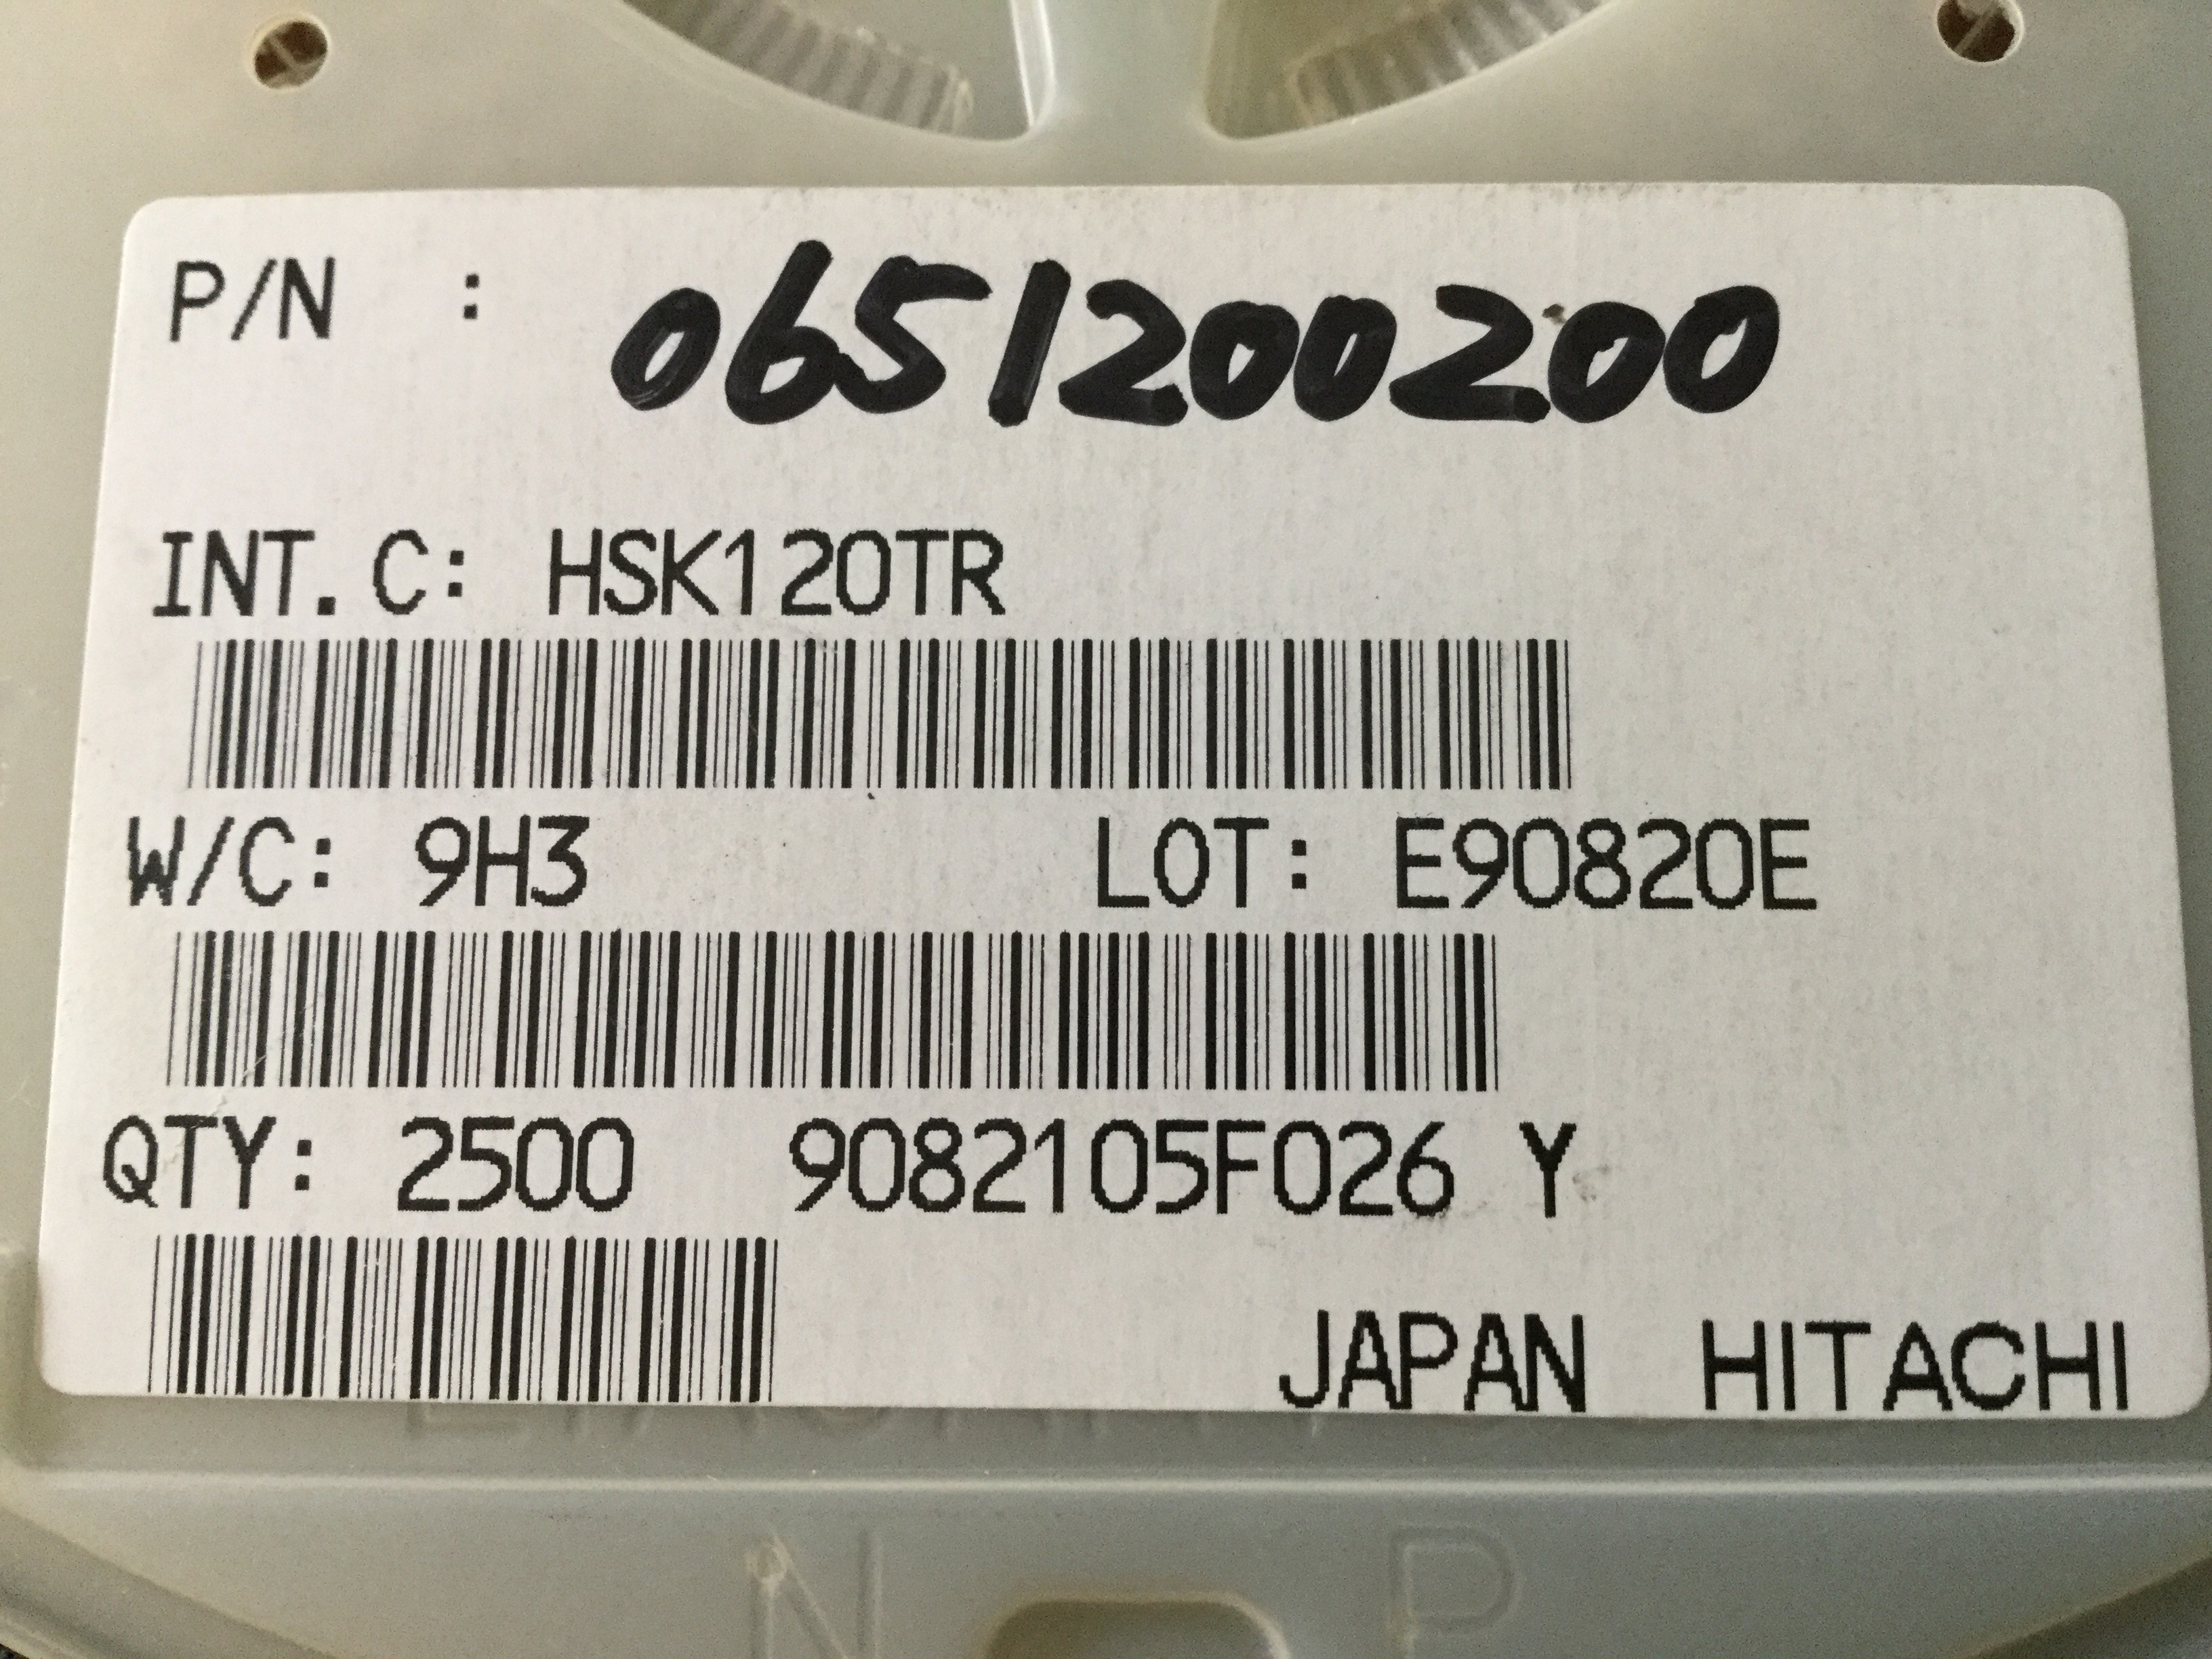 P/N : 0651200200
INT.C: HSK120TR
W/C: 9H3 LOT: E90820E
QTY: 2500 9082105F026 Y
JAPAN HITACHI
N P